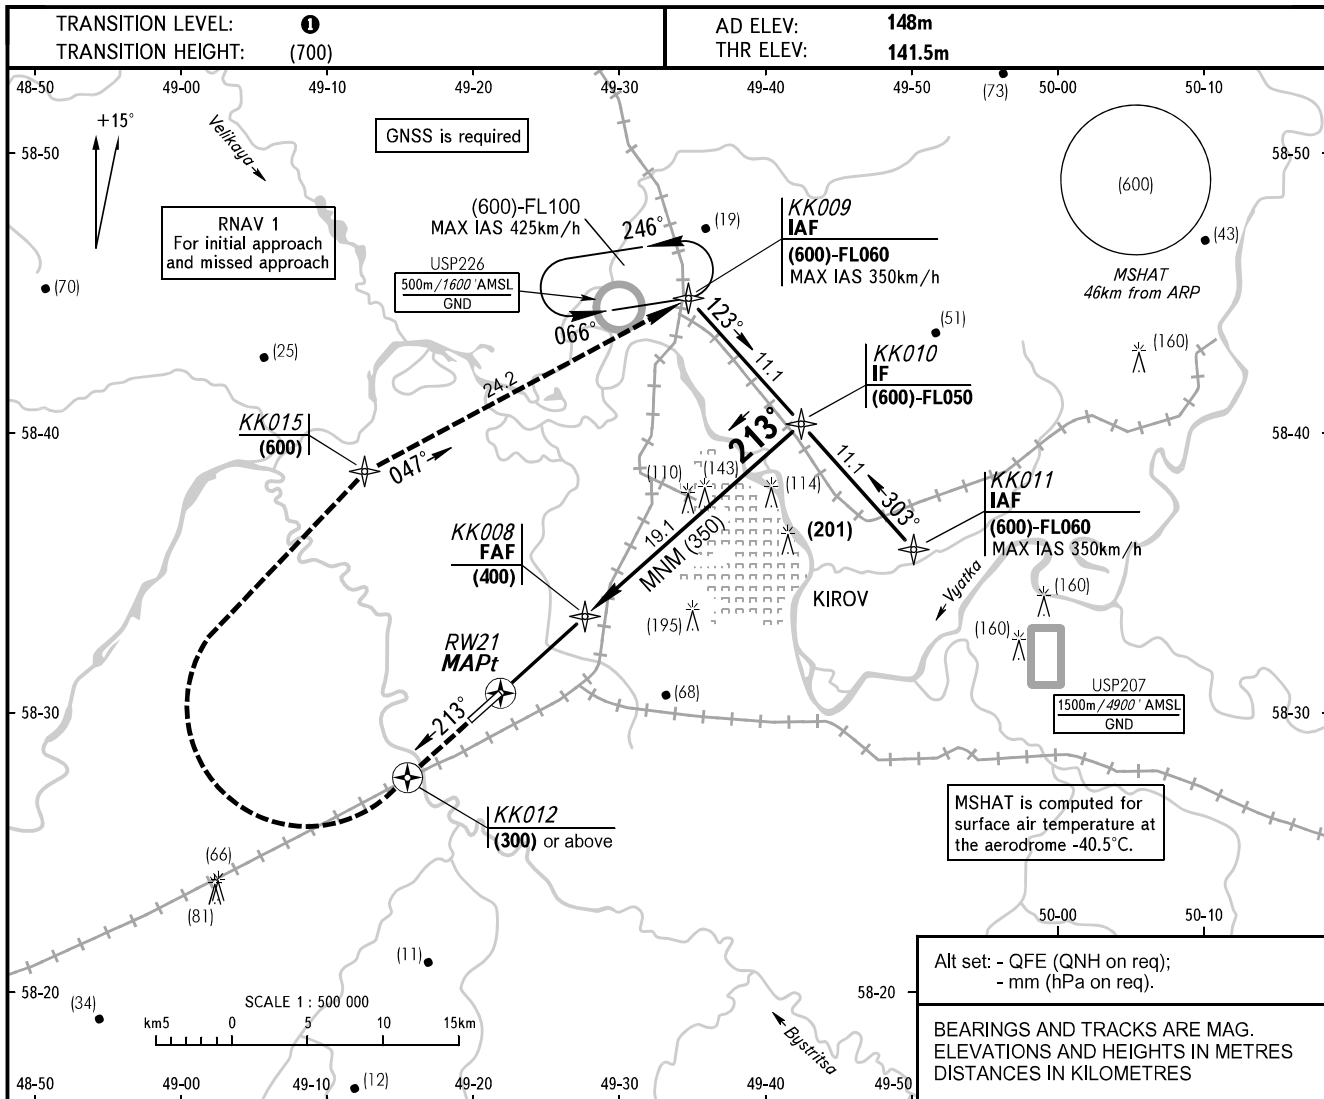 TRANSITION LEVEL: 1
TRANSITION HEIGHT: (700)
AD ELEV: 148m
THR ELEV: 141.5m
48-50 49-00 49-10 49-20 49-30 49-40 49-50 50-00 50-10
(73)
+15°
Velikaya
GNSS is required
58-50
58-50
(600)
RNAV 1
For initial approach
and missed approach
(600)-FL100
MAX IAS 425km/h
246°
(19)
KK009
IAF
(600)-FL060
MAX IAS 350km/h
(43)
MSHAT
46km from ARP
USP226
500m/1600'AMSL
GND
(70)
066°
123°
11.1
(51)
KK010
IF
(600)-FL050
(160)
(25)
24.2
KK015
(600)
047°
58-40
58-40
213°
11.1
303°
(110)
(143)
(114)
(201)
KK011
IAF
(600)-FL060
MAX IAS 350km/h
KK008
FAF
(400)
19.1
MNM (350)
KIROV
Vyatka
(160)
(160)
(195)
RW21
MAPt
(68)
USP207
1500m/4900' AMSL
GND
58-30
58-30
213°
KK012
(300) or above
MSHAT is computed for
surface air temperature at
the aerodrome -40.5°C.
(66)
(81)
50-00 50-10
(11)
Alt set: - QFE (QNH on req);
- mm (hPa on req).
58-20
58-20
(34)
SCALE 1 : 500 000
km5 0 5 10 15km
Bystritsa
BEARINGS AND TRACKS ARE MAG.
ELEVATIONS AND HEIGHTS IN METRES
DISTANCES IN KILOMETRES
(12)
48-50 49-00 49-10 49-20 49-30 49-40 49-50